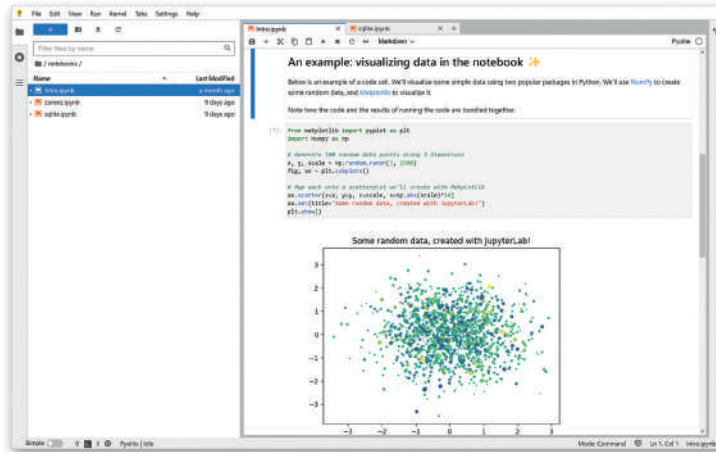 File Edit View Run Kernel Tabs Settings Help
Filter files by name
/ notebooks /
Name Last Modified
Intro.ipynb a month ago
Lorenz.ipynb 9 days ago
sqlite.ipynb 9 days ago
Intro.ipynb
sqlite.ipynb
Markdown
Pyolite
An example: visualizing data in the notebook ✨
Below is an example of a code cell. We'll visualize some simple data using two popular packages in Python. We'll use NumPy to create
some random data, and Matplotlib to visualize it.
Note how the code and the results of running the code are bundled together.
from matplotlib import pyplot as plt
import numpy as np
# Generate 100 random data points along 3 dimensions
x, y, scale = np.random.randn(3, 1500)
fig, ax = plt.subplots()
# Map each onto a scatterplot we'll create with Matplotlib
ax.scatter(x=x, y=y, c=scale, s=np.abs(scale)*10)
ax.set(title="Some random data, created with JupyterLab!")
plt.show()
Some random data, created with JupyterLab!
3
2
1
0
−1
−2
−3
−3 −2 −1 0 1 2 3
Simple
Pyolite | Idle
Mode: Command
Ln 1, Col 1
Intro.ipynb